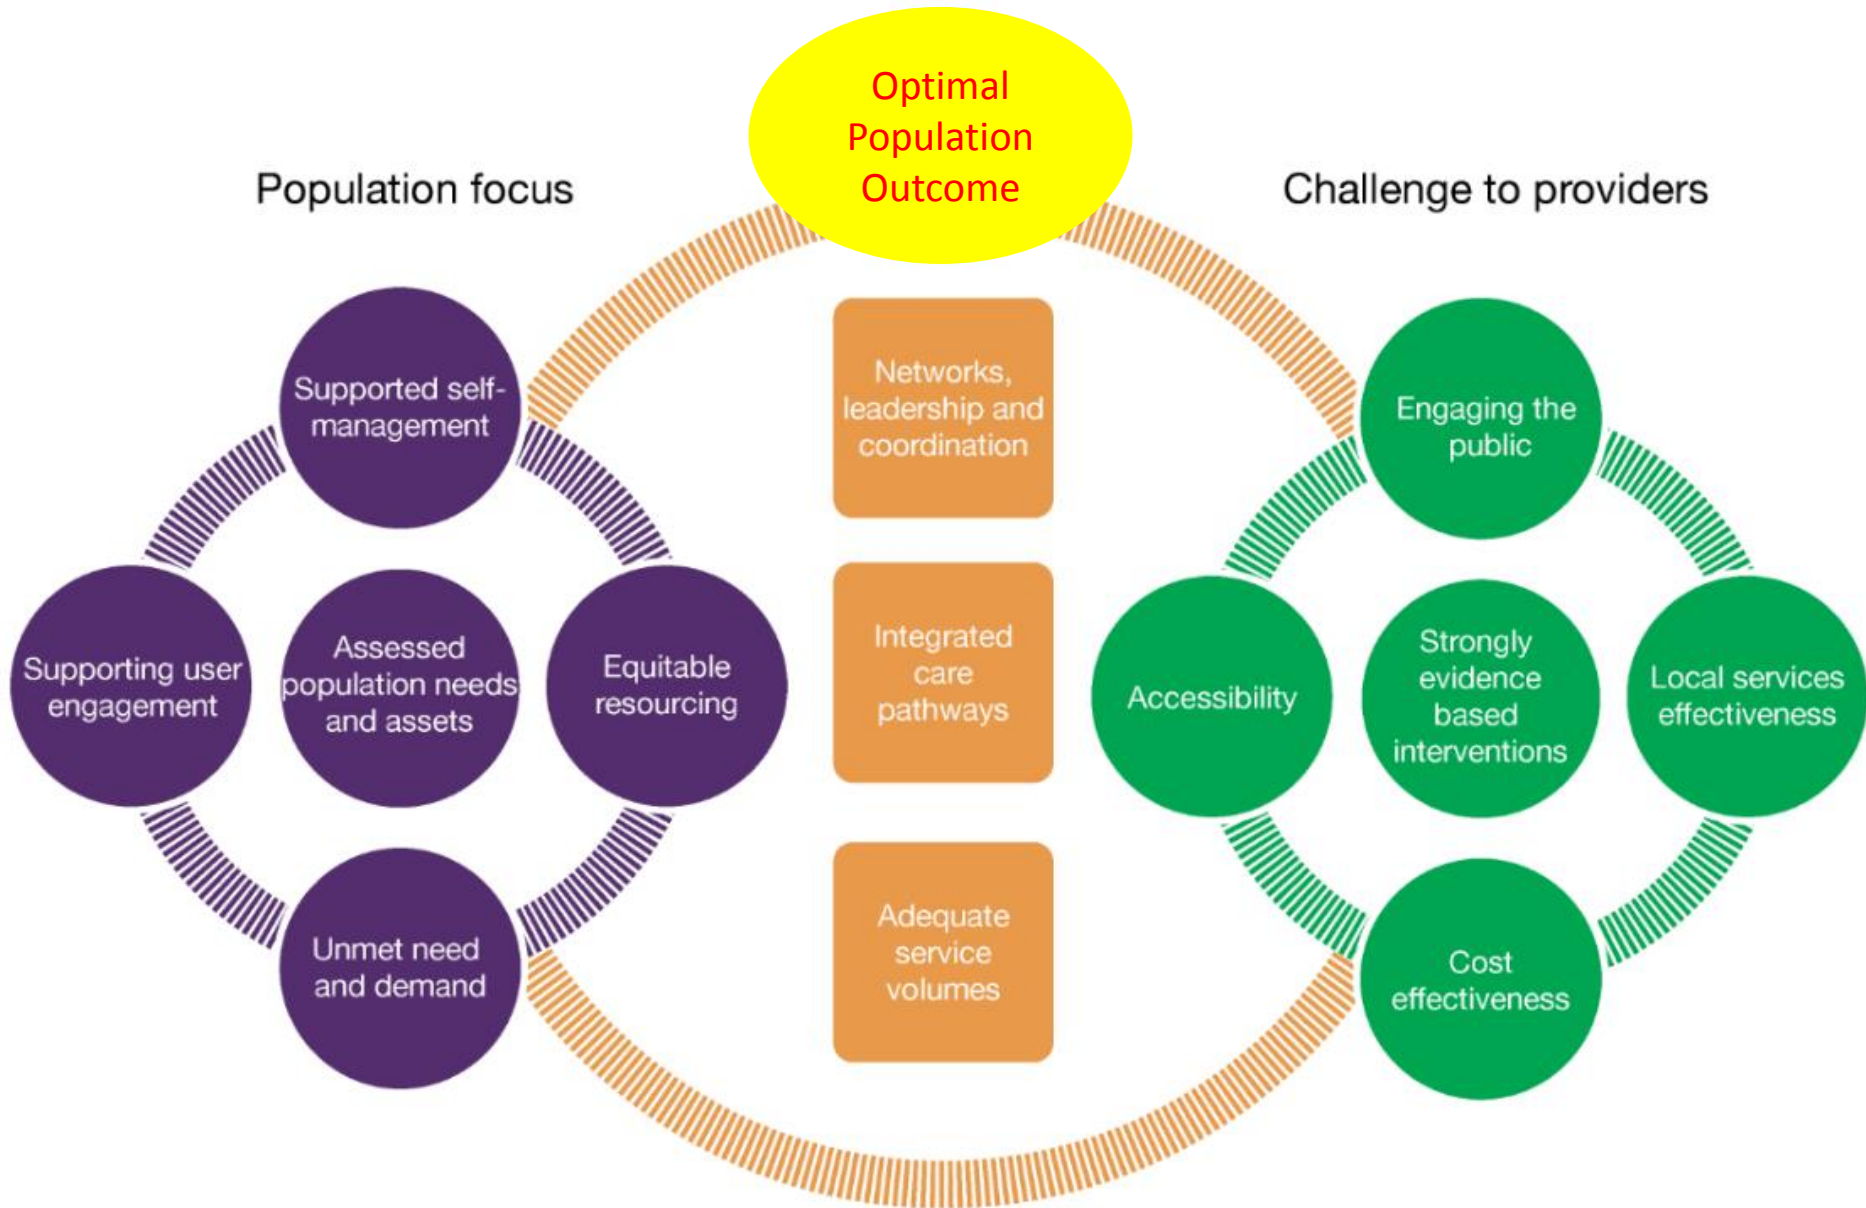 Optimal
Population
Outcome
Population focus
Challenge to providers
Supported self-
management
Supporting user
engagement
Assessed
population needs
and assets
Equitable
resourcing
Unmet need
and demand
Networks,
leadership and
coordination
Integrated
care
pathways
Adequate
service
volumes
Engaging the
public
Accessibility
Strongly
evidence
based
interventions
Local services
effectiveness
Cost
effectiveness